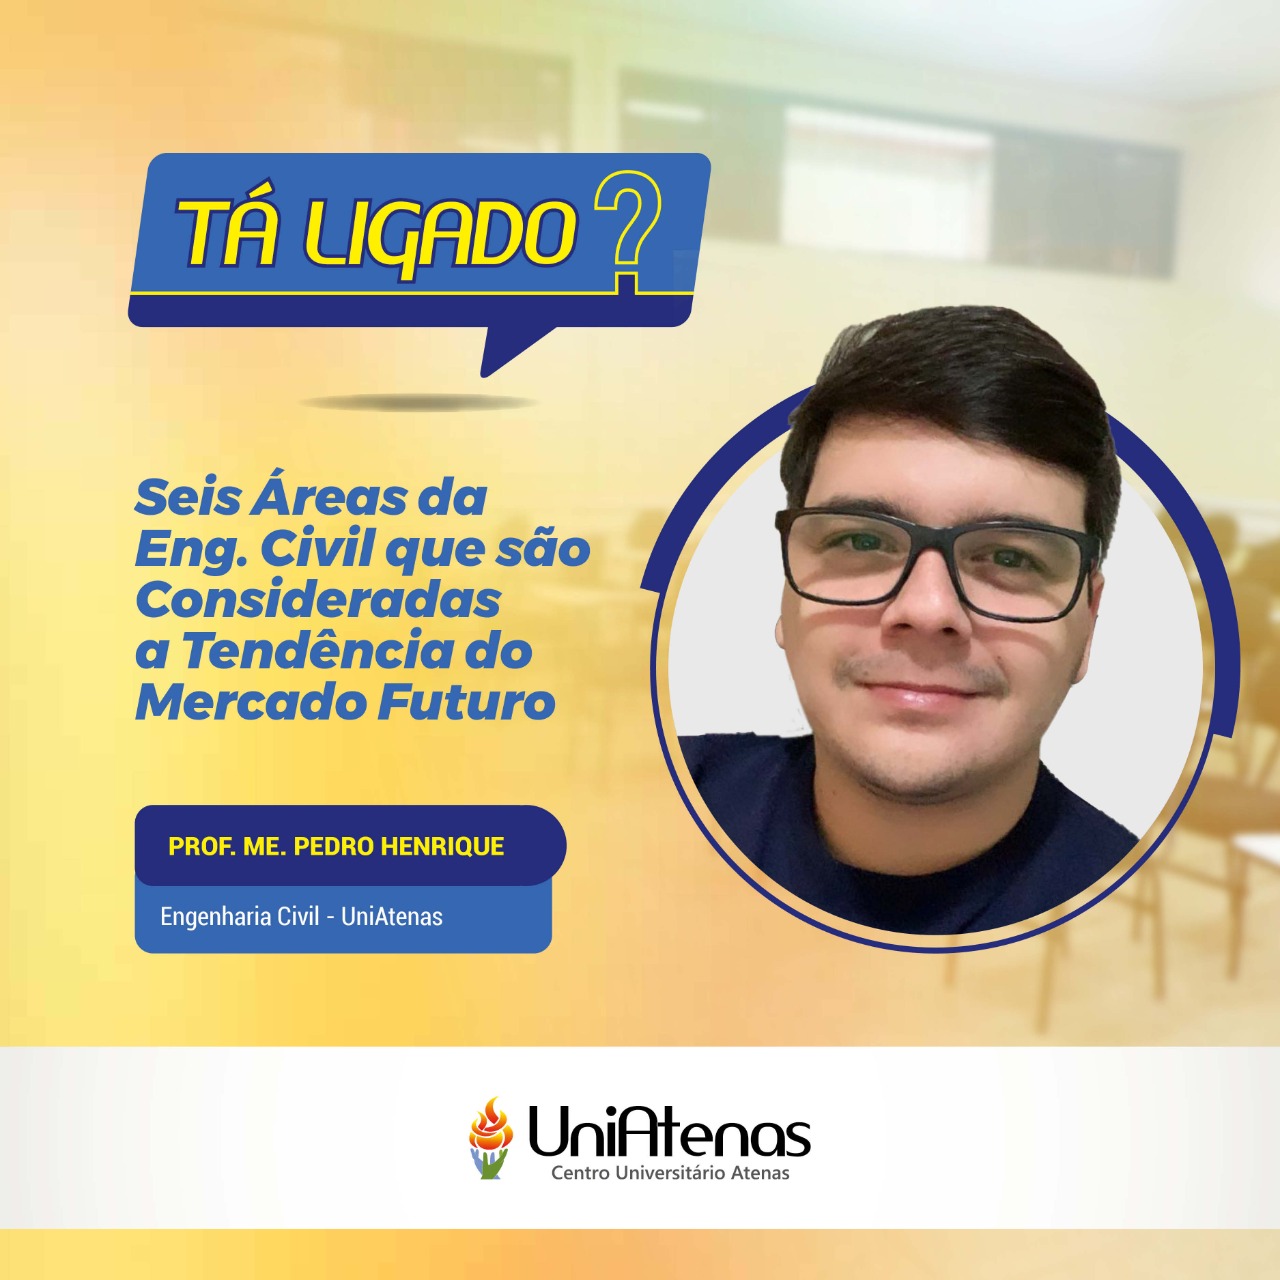 TÁ LIGADO?
Seis Áreas da
Eng. Civil que são
Consideradas
a Tendência do
Mercado Futuro
PROF. ME. PEDRO HENRIQUE
Engenharia Civil - UniAtenas
UniAtenas
Centro Universitário Atenas